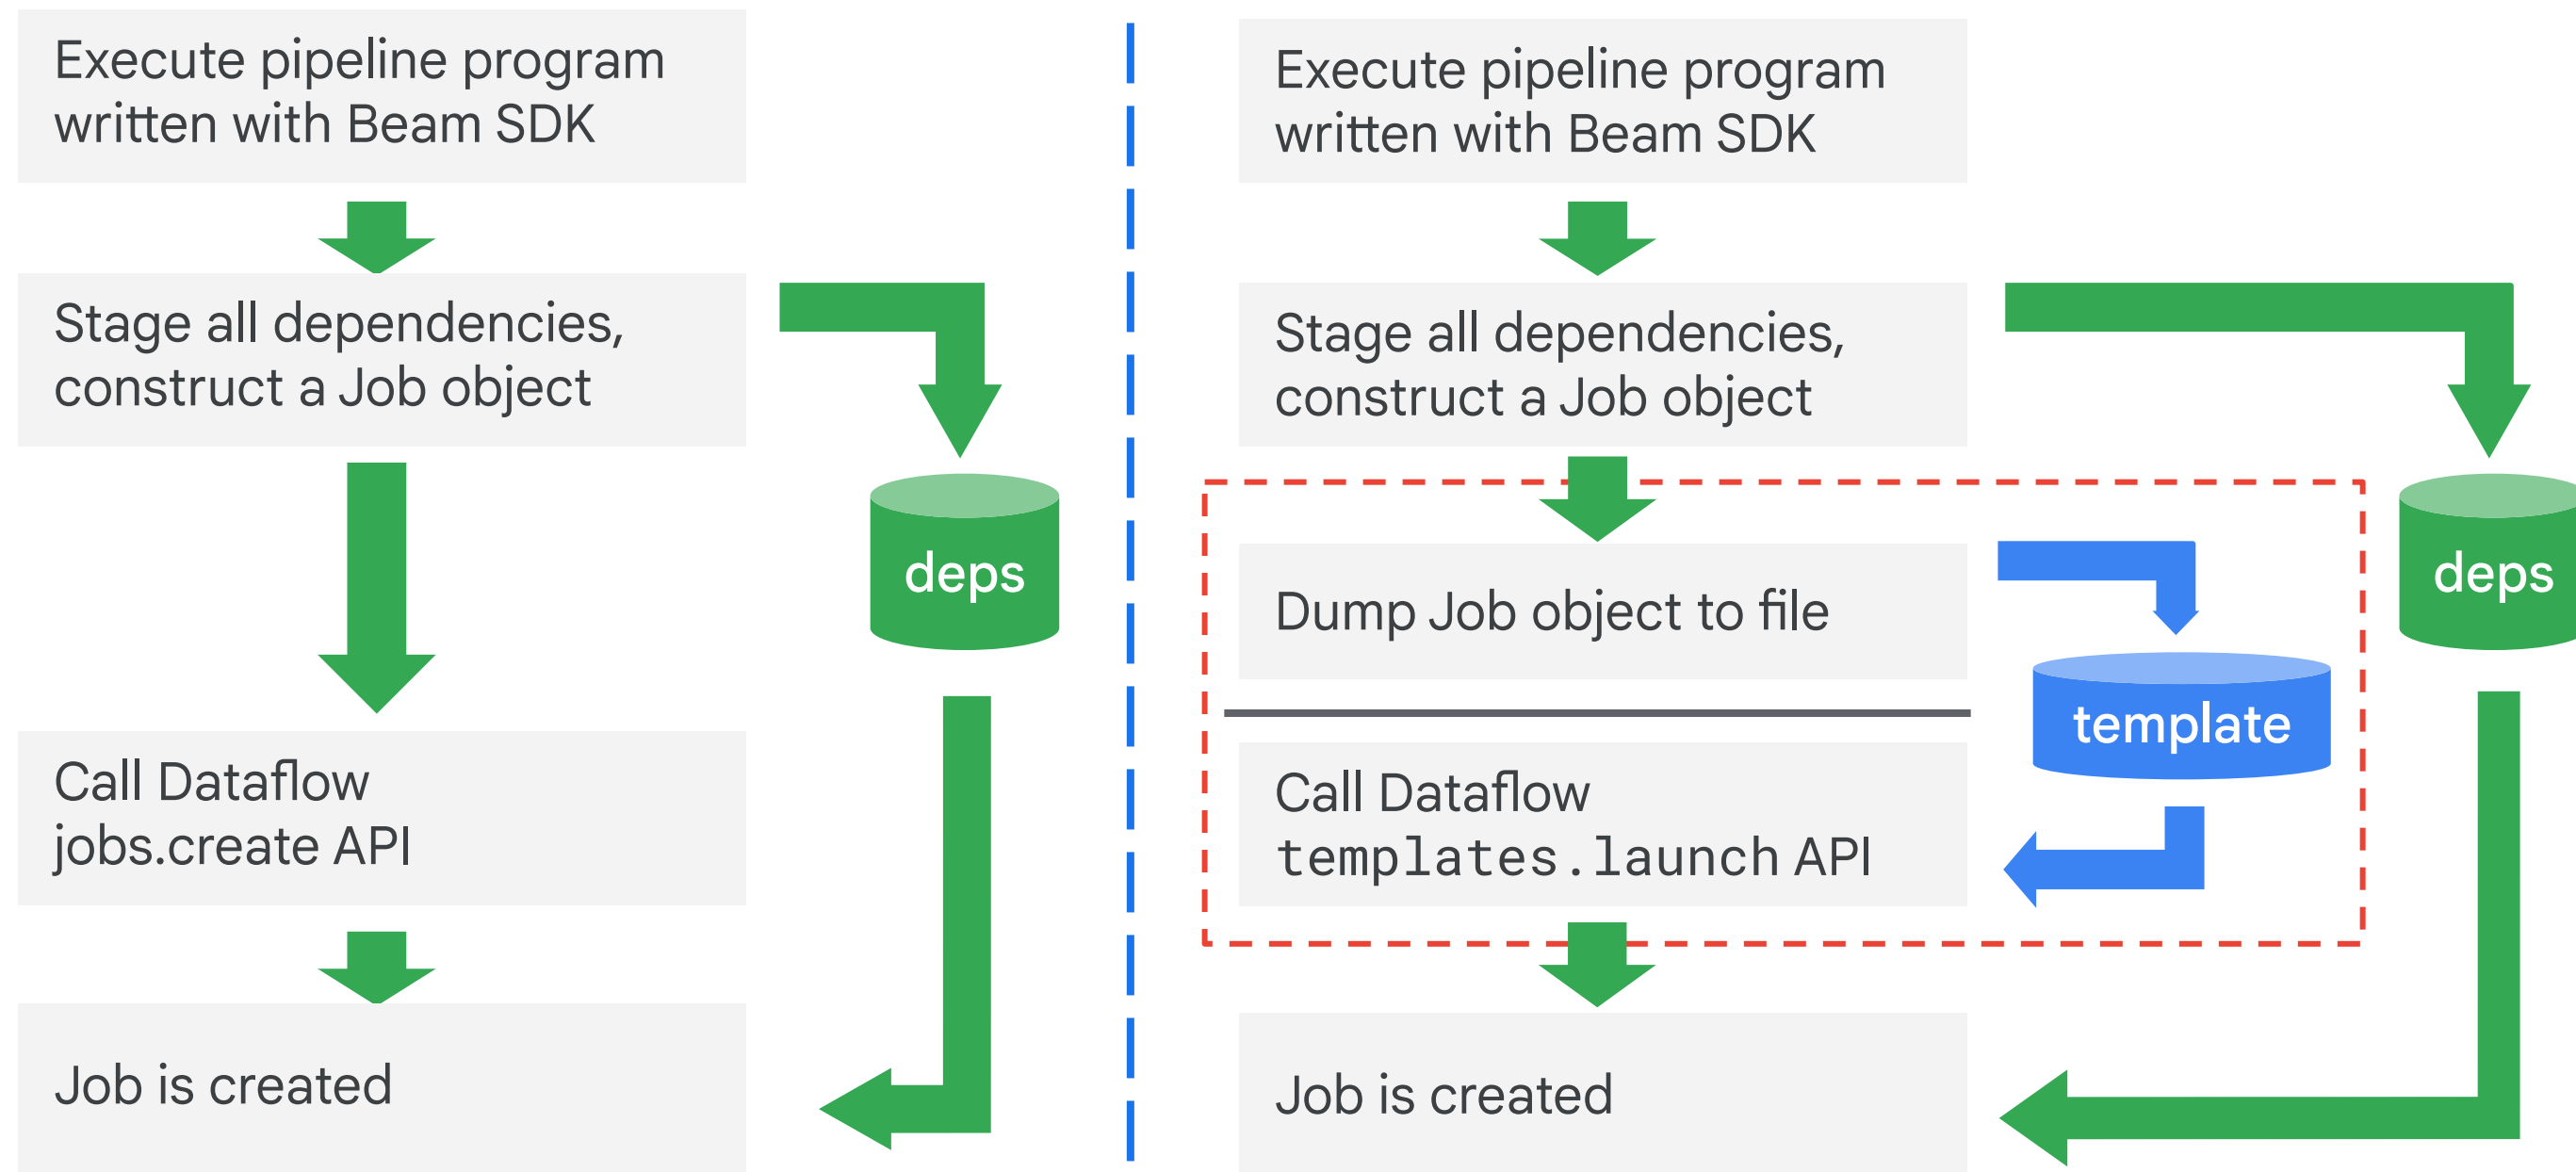 Execute pipeline program
written with Beam SDK
Stage all dependencies,
construct a Job object
deps
Call Dataflow
jobs.create API
Job is created
Execute pipeline program
written with Beam SDK
Stage all dependencies,
construct a Job object
deps
Dump Job object to file
template
Call Dataflow
templates.launch API
Job is created